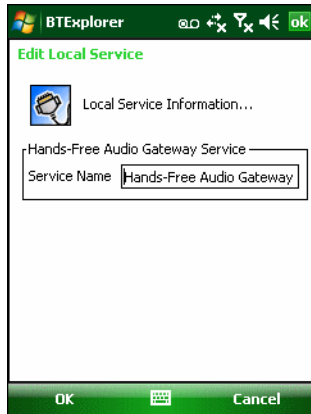 BTExplorer ok
Edit Local Service
Local Service Information...
Hands-Free Audio Gateway Service
Service Name Hands-Free Audio Gateway
OK Cancel